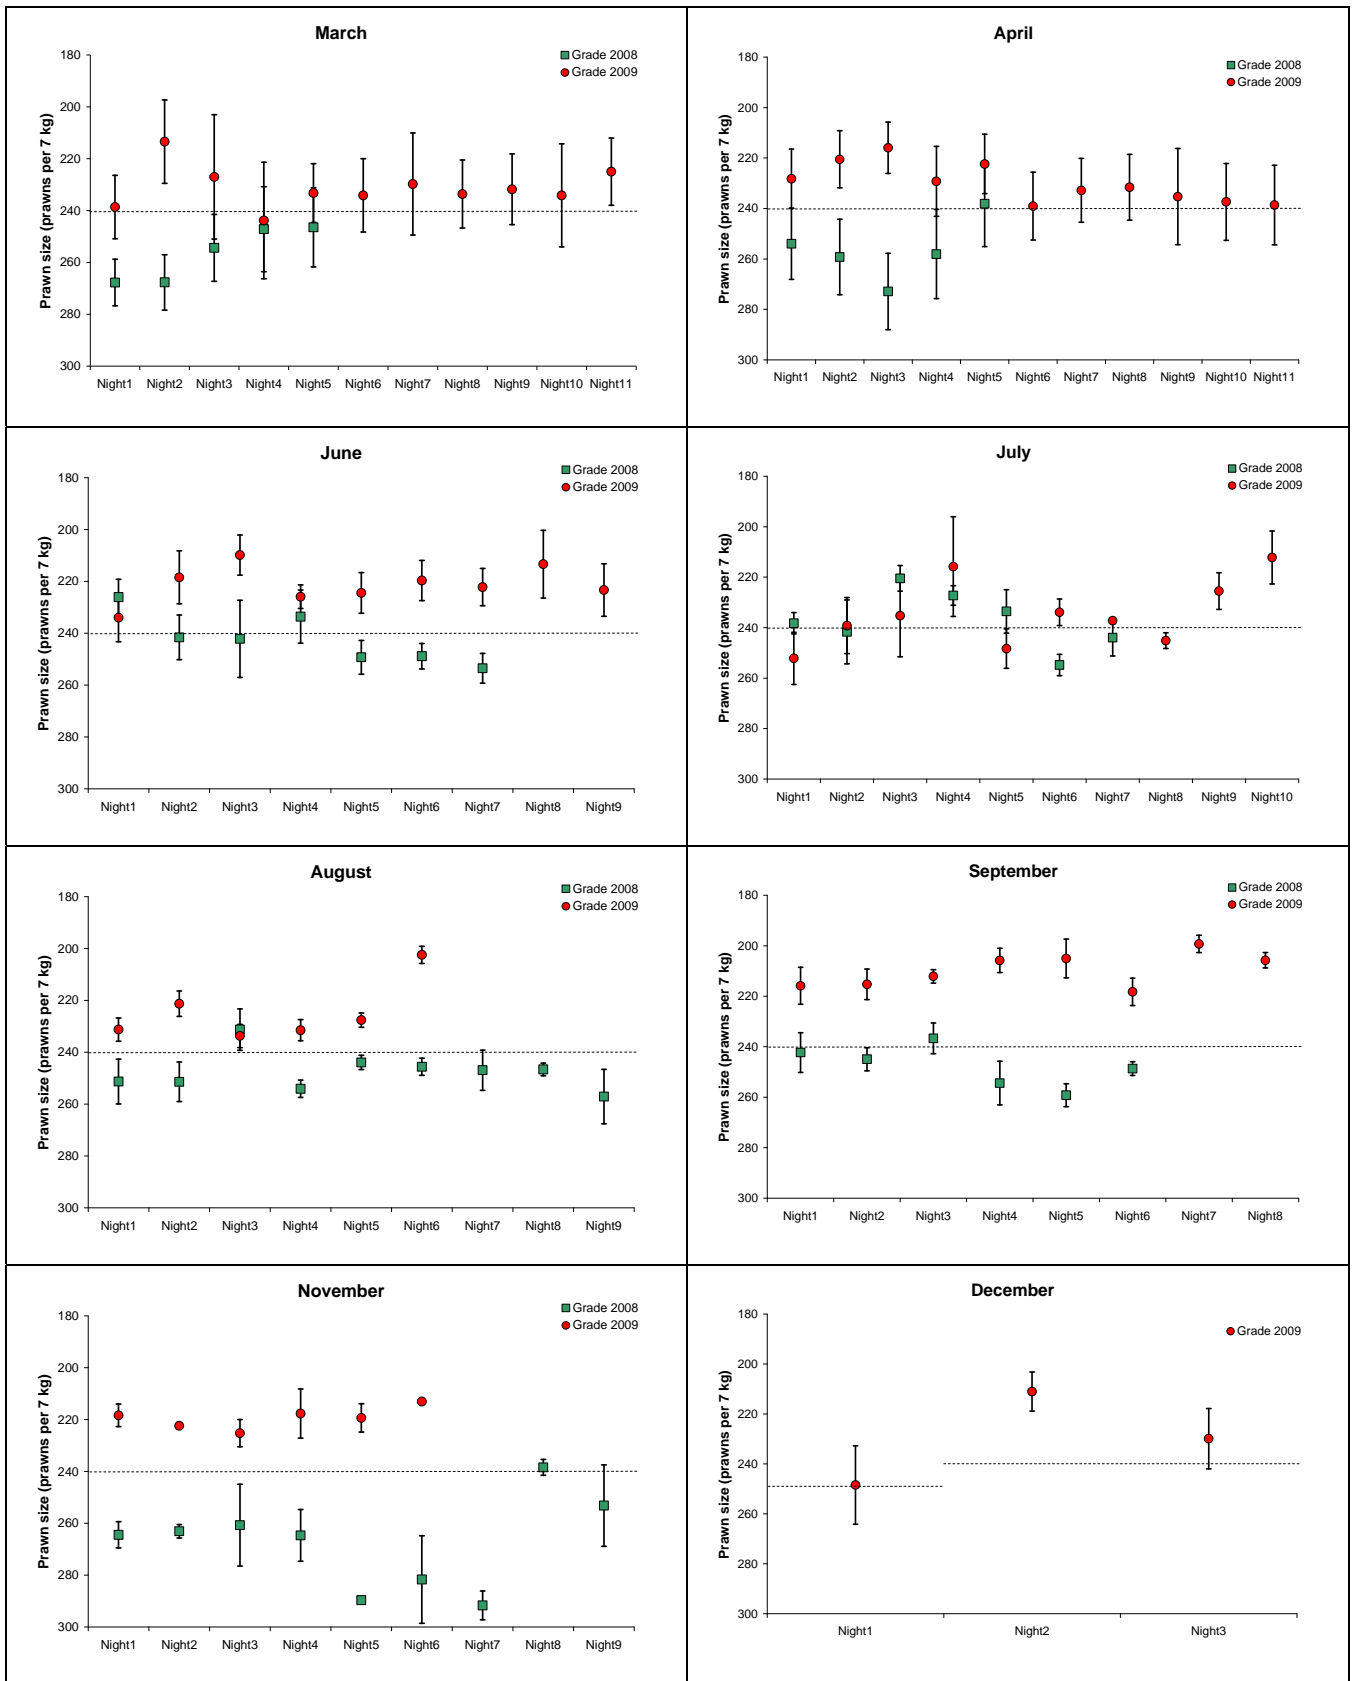 March
Grade 2008
Grade 2009
Prawn size (prawns per 7 kg)
180
200
220
240
260
280
300
Night1 Night2 Night3 Night4 Night5 Night6 Night7 Night8 Night9 Night10 Night11
April
Grade 2008
Grade 2009
Prawn size (prawns per 7 kg)
180
200
220
240
260
280
300
Night1 Night2 Night3 Night4 Night5 Night6 Night7 Night8 Night9 Night10 Night11
June
Grade 2008
Grade 2009
Prawn size (prawns per 7 kg)
180
200
220
240
260
280
300
Night1 Night2 Night3 Night4 Night5 Night6 Night7 Night8 Night9
July
Grade 2008
Grade 2009
Prawn size (prawns per 7 kg)
180
200
220
240
260
280
300
Night1 Night2 Night3 Night4 Night5 Night6 Night7 Night8 Night9 Night10
August
Grade 2008
Grade 2009
Prawn size (prawns per 7 kg)
180
200
220
240
260
280
300
Night1 Night2 Night3 Night4 Night5 Night6 Night7 Night8 Night9
September
Grade 2008
Grade 2009
Prawn size (prawns per 7 kg)
180
200
220
240
260
280
300
Night1 Night2 Night3 Night4 Night5 Night6 Night7 Night8
November
Grade 2008
Grade 2009
Prawn size (prawns per 7 kg)
180
200
220
240
260
280
300
Night1 Night2 Night3 Night4 Night5 Night6 Night7 Night8 Night9
December
Grade 2009
Prawn size (prawns per 7 kg)
180
200
220
240
260
280
300
Night1 Night2 Night3